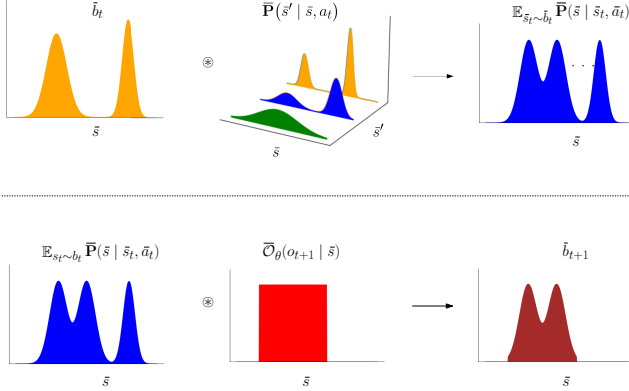 b̄_t
P̄(s̄′ | s̄, a_t)
𝔼_{s̄_t∼b̄_t} P̄(s̄ | s̄_t, ā_t)
⊛
· · ·
s̄
s̄
s̄′
s̄
𝔼_{s_t∼b_t} P̄(s̄ | s̄_t, ā_t)
Ō_θ(o_{t+1} | s̄)
b̄_{t+1}
⊛
s̄
s̄
s̄